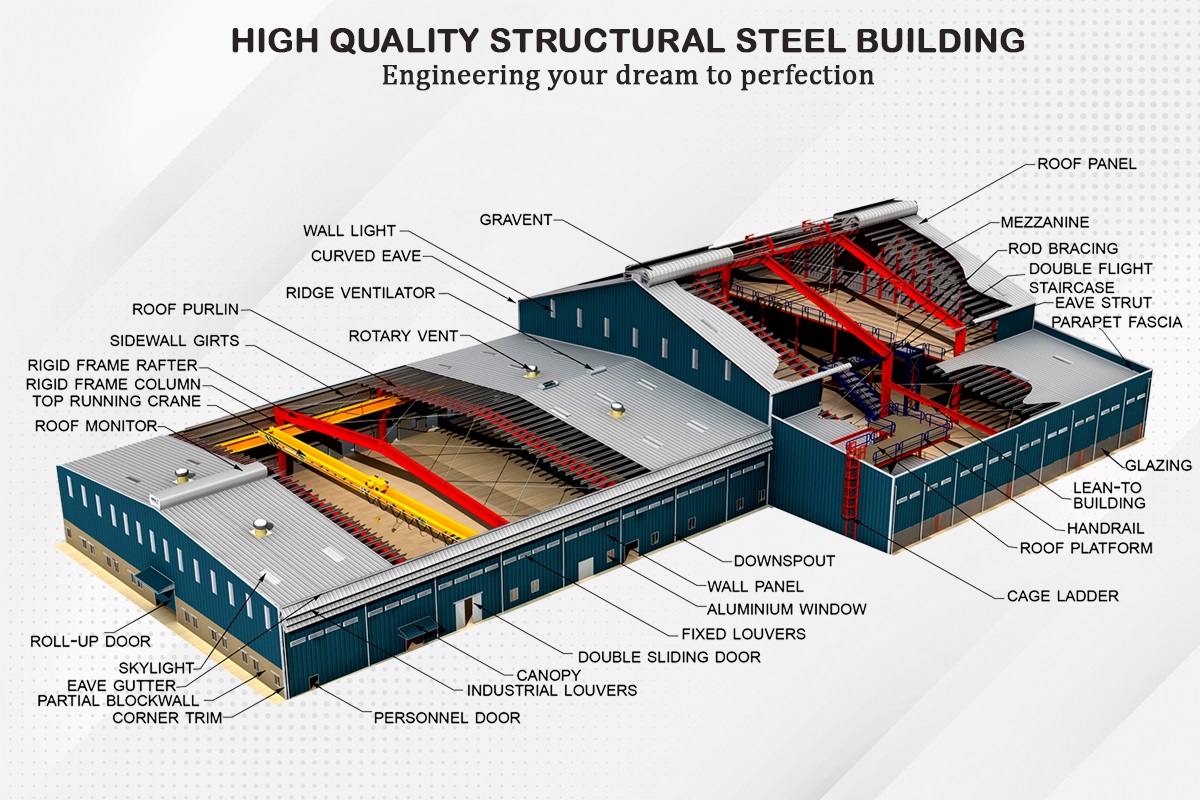 HIGH QUALITY STRUCTURAL STEEL BUILDING
Engineering your dream to perfection
ROOF PANEL
GRAVENT
MEZZANINE
WALL LIGHT
ROD BRACING
CURVED EAVE
DOUBLE FLIGHT
STAIRCASE
RIDGE VENTILATOR
EAVE STRUT
ROOF PURLIN
PARAPET FASCIA
ROTARY VENT
SIDEWALL GIRTS
RIGID FRAME RAFTER
RIGID FRAME COLUMN
TOP RUNNING CRANE
ROOF MONITOR
GLAZING
LEAN-TO
BUILDING
HANDRAIL
ROOF PLATFORM
DOWNSPOUT
WALL PANEL
CAGE LADDER
ALUMINIUM WINDOW
FIXED LOUVERS
ROLL-UP DOOR
DOUBLE SLIDING DOOR
SKYLIGHT
CANOPY
EAVE GUTTER
INDUSTRIAL LOUVERS
PARTIAL BLOCKWALL
CORNER TRIM
PERSONNEL DOOR